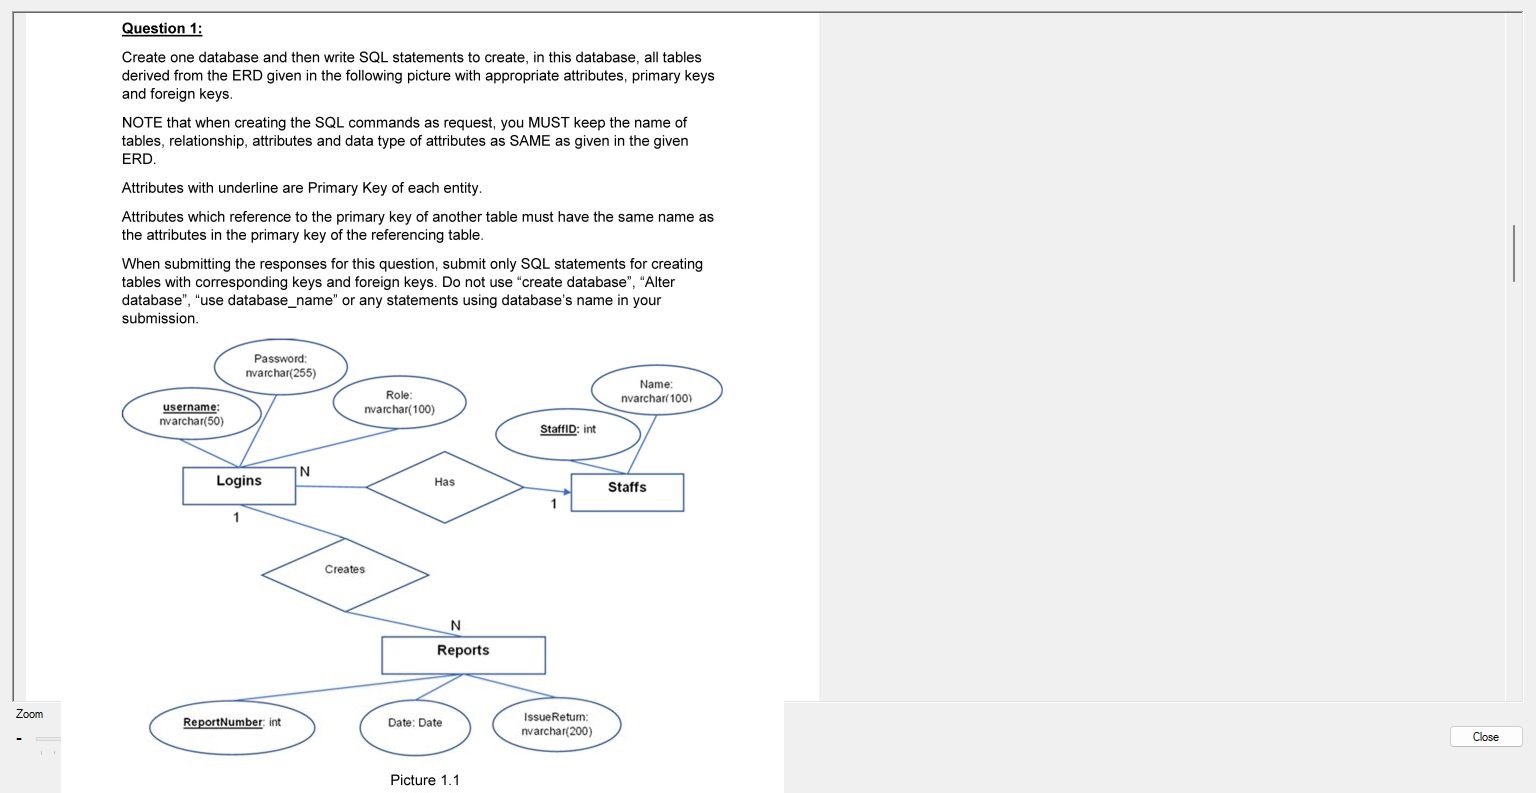 Question 1:
Create one database and then write SQL statements to create, in this database, all tables
derived from the ERD given in the following picture with appropriate attributes, primary keys
and foreign keys.
NOTE that when creating the SQL commands as request, you MUST keep the name of
tables, relationship, attributes and data type of attributes as SAME as given in the given
ERD.
Attributes with underline are Primary Key of each entity.
Attributes which reference to the primary key of another table must have the same name as
the attributes in the primary key of the referencing table.
When submitting the responses for this question, submit only SQL statements for creating
tables with corresponding keys and foreign keys. Do not use “create database”, “Alter
database”, “use database_name” or any statements using database’s name in your
submission.
Password:
nvarchar(255)
username:
nvarchar(50)
Role:
nvarchar(100)
Name:
nvarchar(100)
StaffID: int
Logins
N
Has
1
Staffs
1
Creates
N
Reports
ReportNumber: int
Date: Date
IssueReturn:
nvarchar(200)
Picture 1.1
Zoom
-
Close